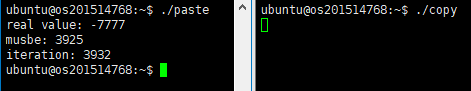 ubuntu@os201514768:~$ ./paste
real value: -7777
musbe: 3925
iteration: 3932
ubuntu@os201514768:~$
ubuntu@os201514768:~$ ./copy